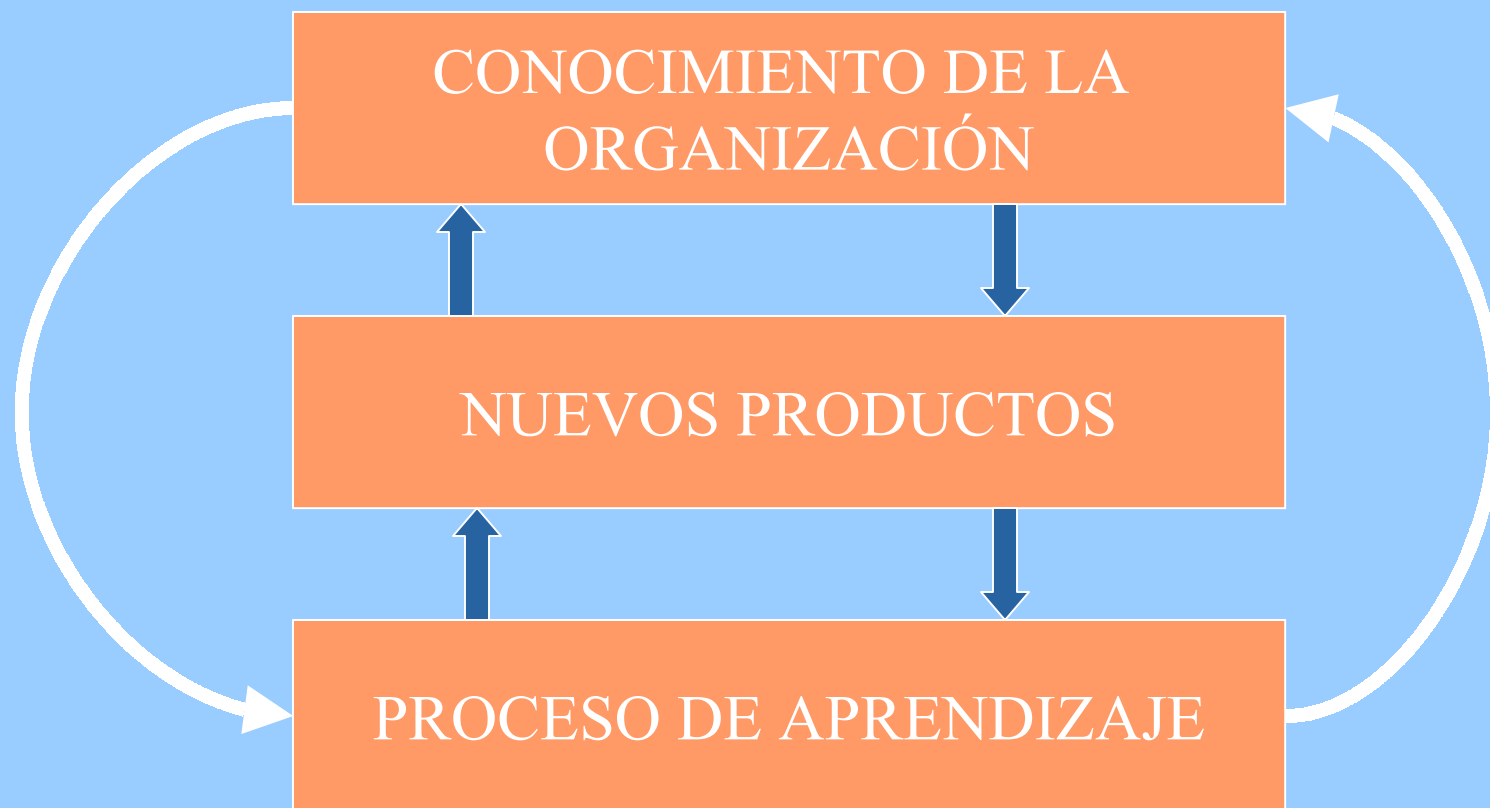 CONOCIMIENTO DE LA
ORGANIZACIÓN
NUEVOS PRODUCTOS
PROCESO DE APRENDIZAJE